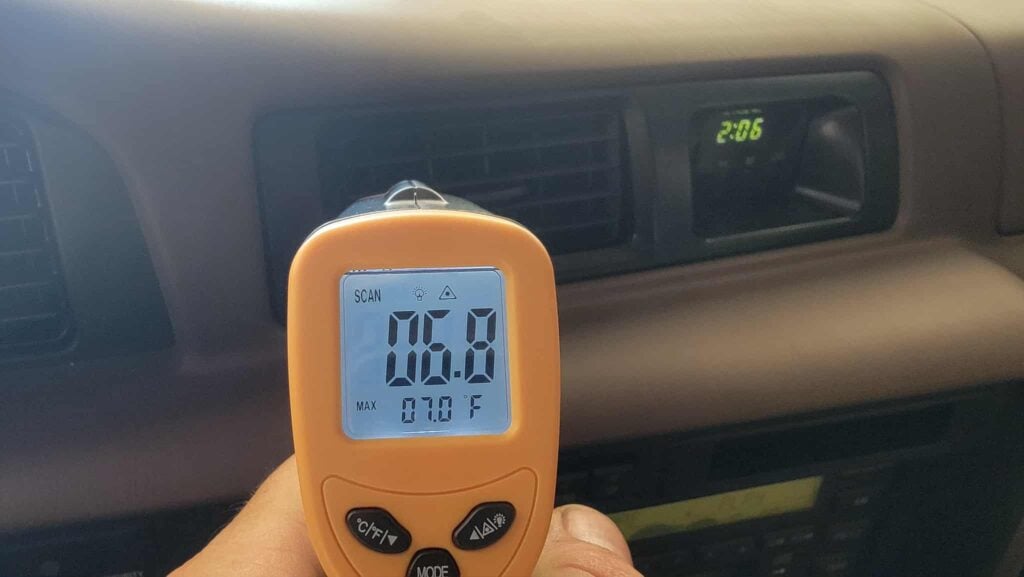 2:06
SCAN
06.8
MAX 07.0 °F
°C/°F/▼
▲/
MODE